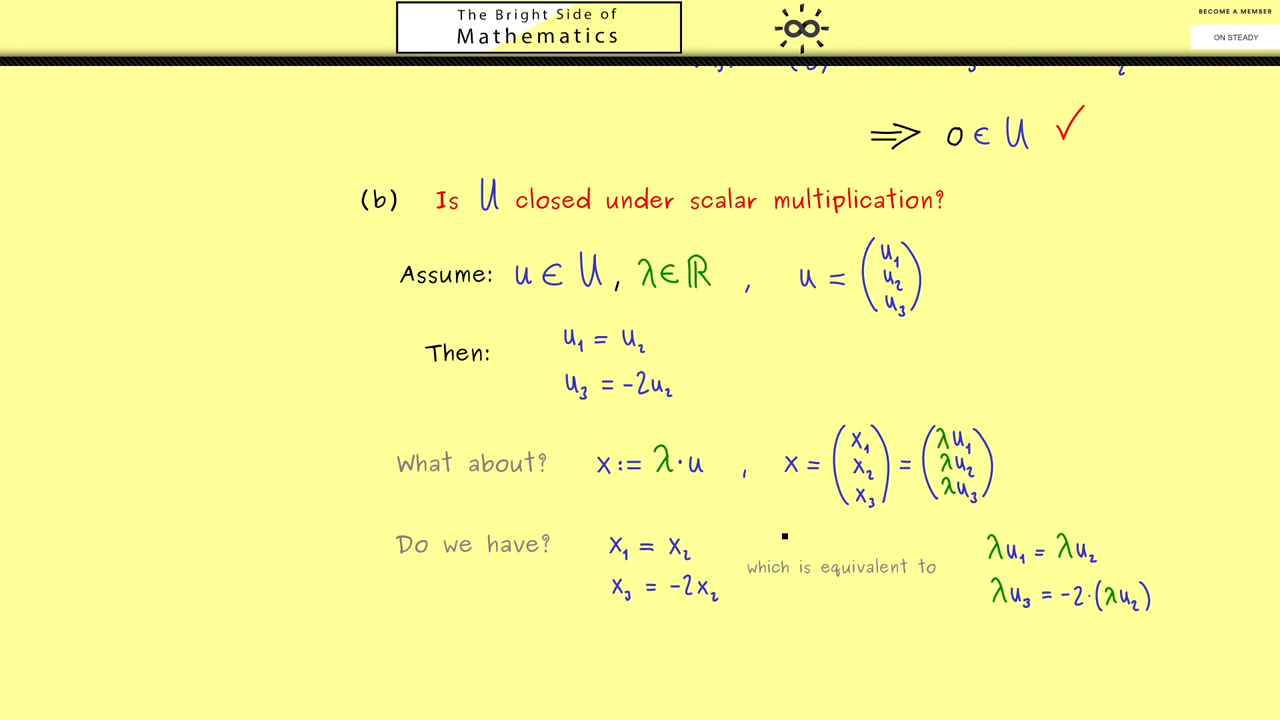 The Bright Side of
Mathematics
BECOME A MEMBER
ON STEADY
⟹ 0 ∈ U ✓
(b) Is U closed under scalar multiplication?
Assume: u ∈ U, λ ∈ ℝ , u = (u₁ u₂ u₃)
Then: u₁ = u₂
u₃ = -2u₂
What about? x := λ·u , x = (x₁ x₂ x₃) = (λu₁ λu₂ λu₃)
Do we have? x₁ = x₂ which is equivalent to λu₁ = λu₂
x₃ = -2x₂ λu₃ = -2·(λu₂)